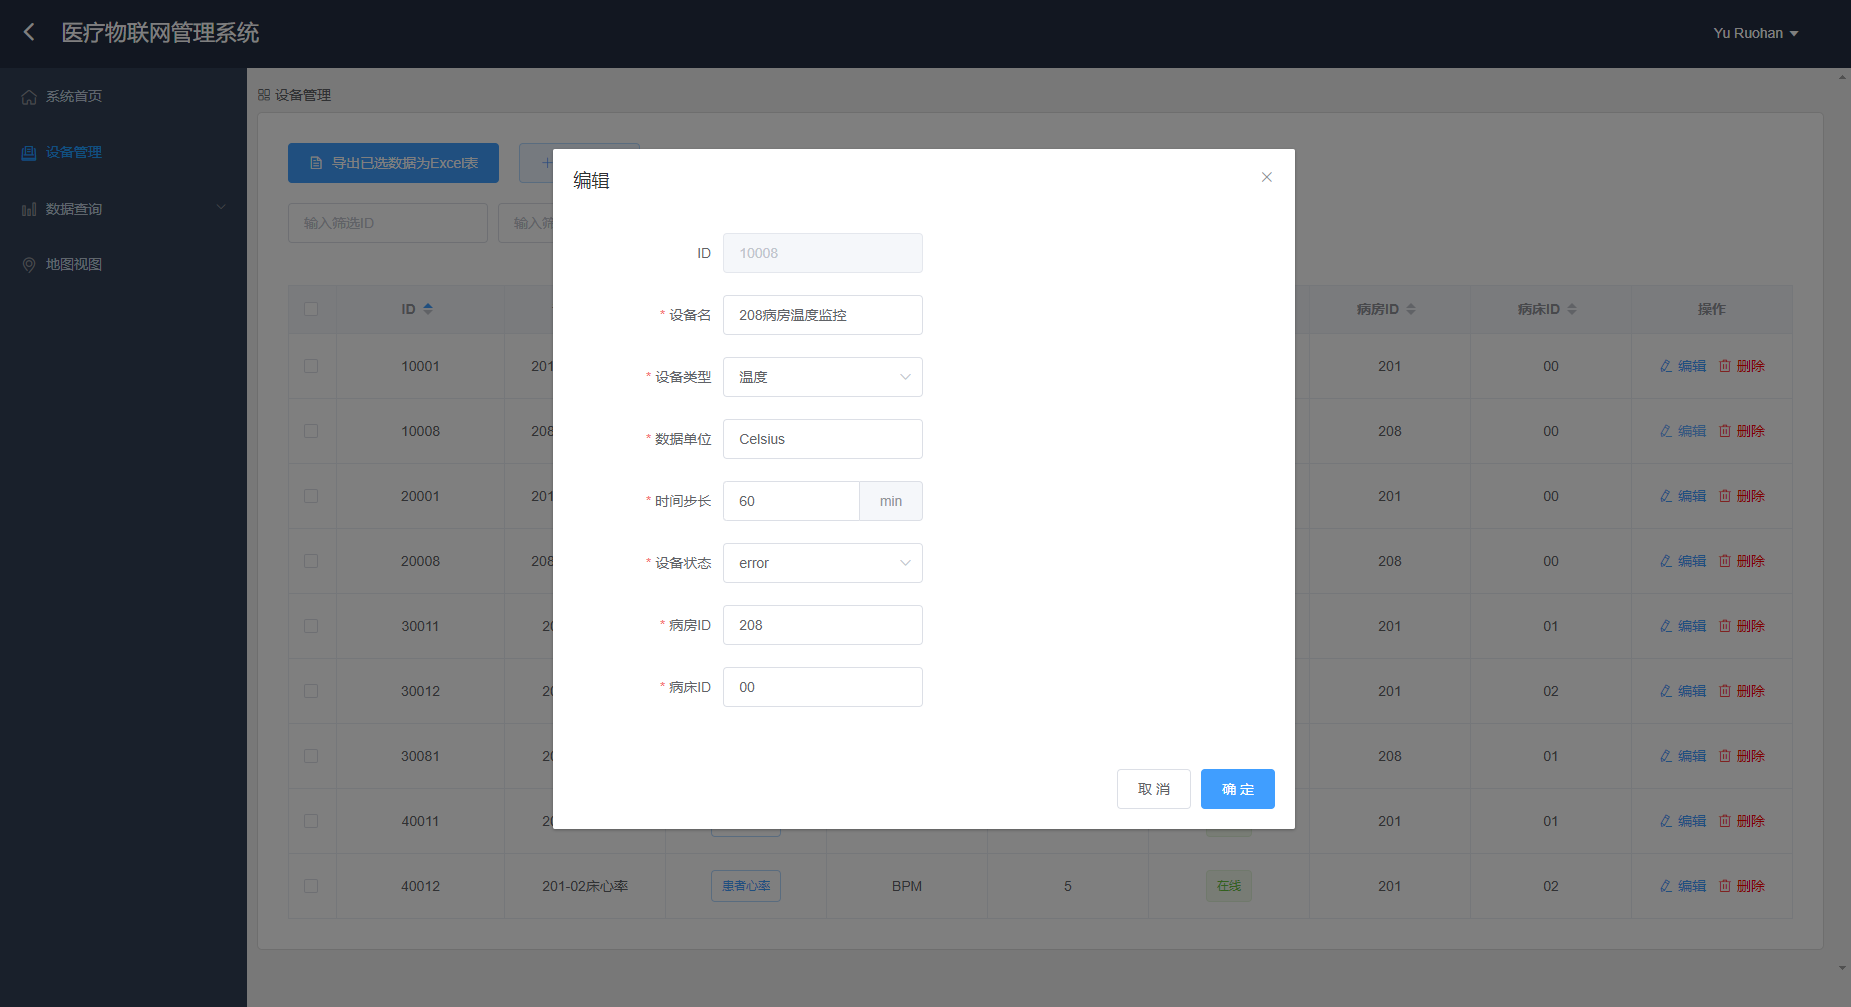 医疗物联网管理系统
Yu Ruohan
系统首页
设备管理
数据查询
地图视图
设备管理
导出已选数据为Excel表
输入筛选ID
输入筛
ID 病房ID 病床ID 操作
10001 201 201 00 编辑 删除
10008 208 208 00 编辑 删除
20001 201 201 00 编辑 删除
20008 208 208 00 编辑 删除
30011 20 201 01 编辑 删除
30012 20 201 02 编辑 删除
30081 20 208 01 编辑 删除
40011 20 201 01 编辑 删除
40012 201-02床心率 患者心率 BPM 5 在线 201 02 编辑 删除
编辑
ID 10008
* 设备名 208病房温度监控
* 设备类型 温度
* 数据单位 Celsius
* 时间步长 60 min
* 设备状态 error
* 病房ID 208
* 病床ID 00
取 消 确 定